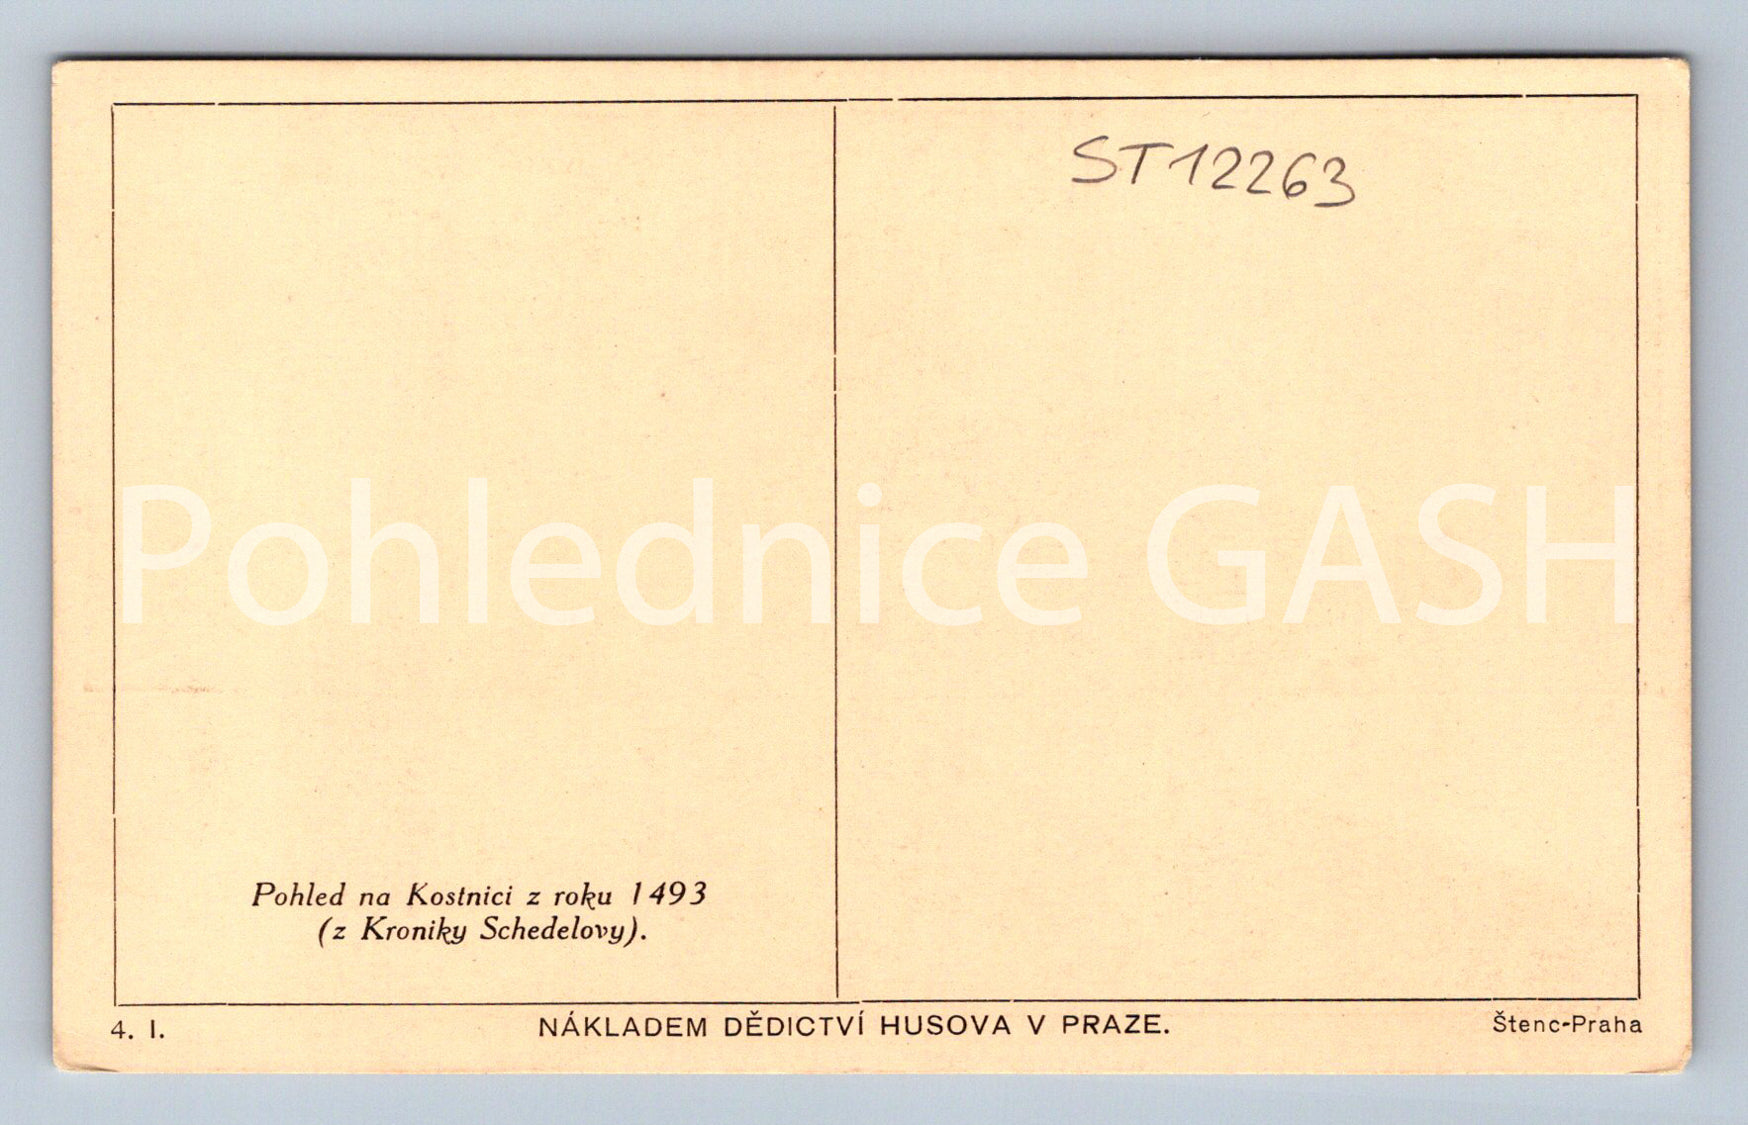 ST12263
Pohlednice GASH
Pohled na Kostnici z roku 1493
(z Kroniky Schedelovy).
4. I.
NÁKLADEM DĚDICTVÍ HUSOVA V PRAZE.
Štenc-Praha